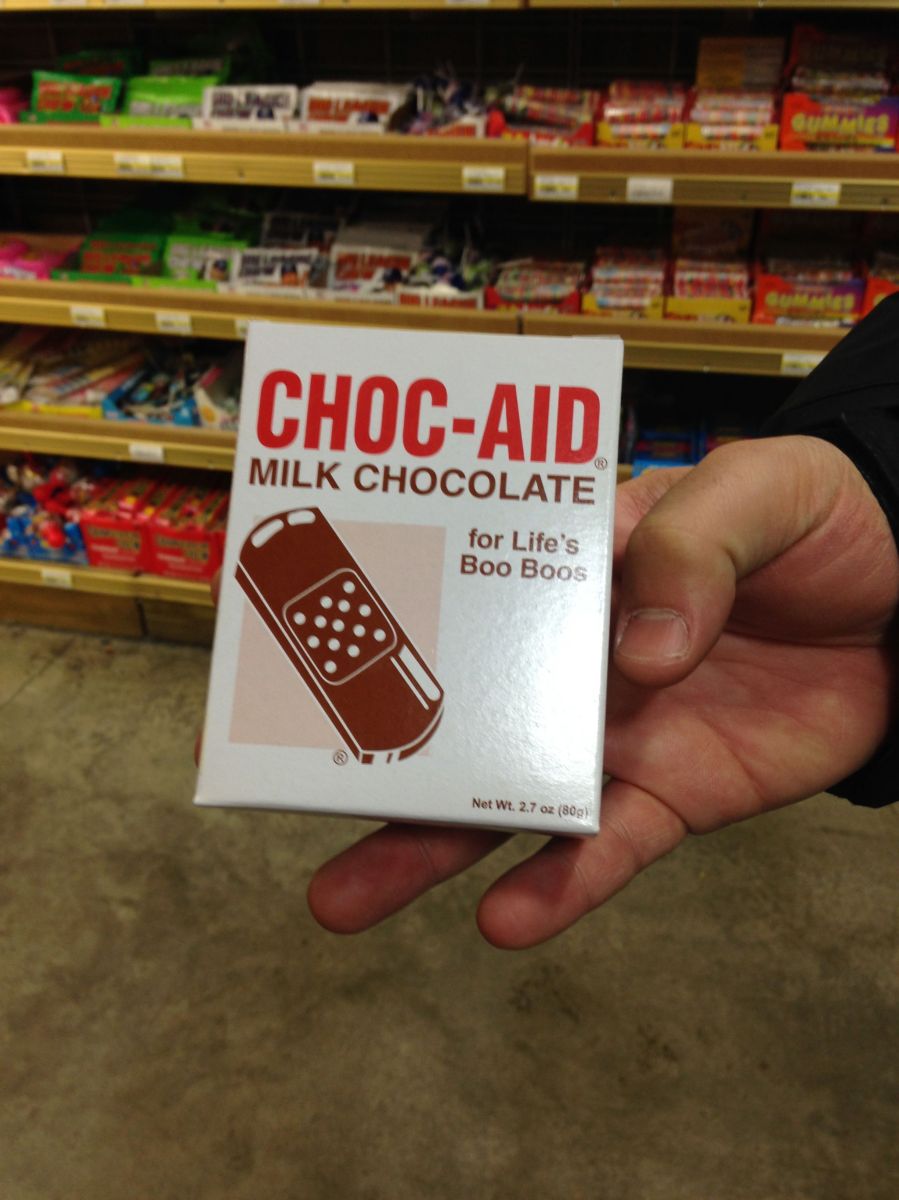 GUMMIES
GUMMIES
CHOC-AID®
MILK CHOCOLATE
for Life's
Boo Boos
®
Net Wt. 2.7 oz (80g)